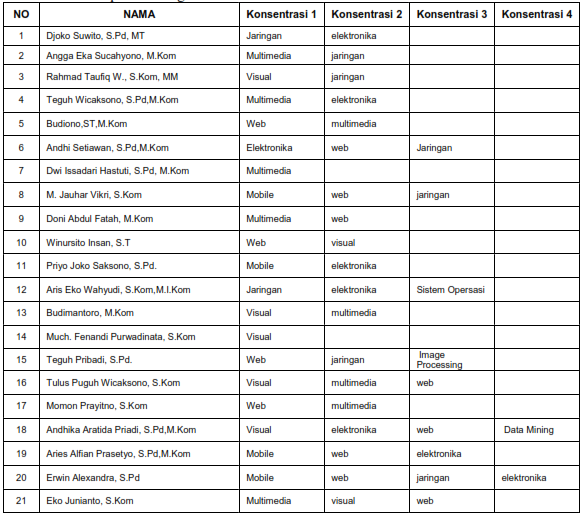 NO NAMA Konsentrasi 1 Konsentrasi 2 Konsentrasi 3 Konsentrasi 4
1 Djoko Suwito, S.Pd, MT Jaringan elektronika
2 Angga Eka Sucahyono, M.Kom Multimedia jaringan
3 Rahmad Taufiq W., S.Kom, MM Visual jaringan
4 Teguh Wicaksono, S.Pd,M.Kom Multimedia elektronika
5 Budiono,ST,M.Kom Web multimedia
6 Andhi Setiawan, S.Pd,M.Kom Elektronika web Jaringan
7 Dwi Issadari Hastuti, S.Pd, M.Kom Multimedia
8 M. Jauhar Vikri, S.Kom Mobile web jaringan
9 Doni Abdul Fatah, M.Kom Multimedia web
10 Winursito Insan, S.T Web visual
11 Priyo Joko Saksono, S.Pd. Mobile elektronika
12 Aris Eko Wahyudi, S.Kom,M.I.Kom Jaringan elektronika Sistem Opersasi
13 Budimantoro, M.Kom Visual multimedia
14 Much. Fenandi Purwadinata, S.Kom Visual
15 Teguh Pribadi, S.Pd. Web jaringan Image
Processing
16 Tulus Puguh Wicaksono, S.Kom Visual multimedia web
17 Momon Prayitno, S.Kom Web multimedia
18 Andhika Aratida Priadi, S.Pd,M.Kom Visual elektronika web Data Mining
19 Aries Alfian Prasetyo, S.Pd,M.Kom Mobile web elektronika
20 Erwin Alexandra, S.Pd Mobile web jaringan elektronika
21 Eko Junianto, S.Kom Multimedia visual web